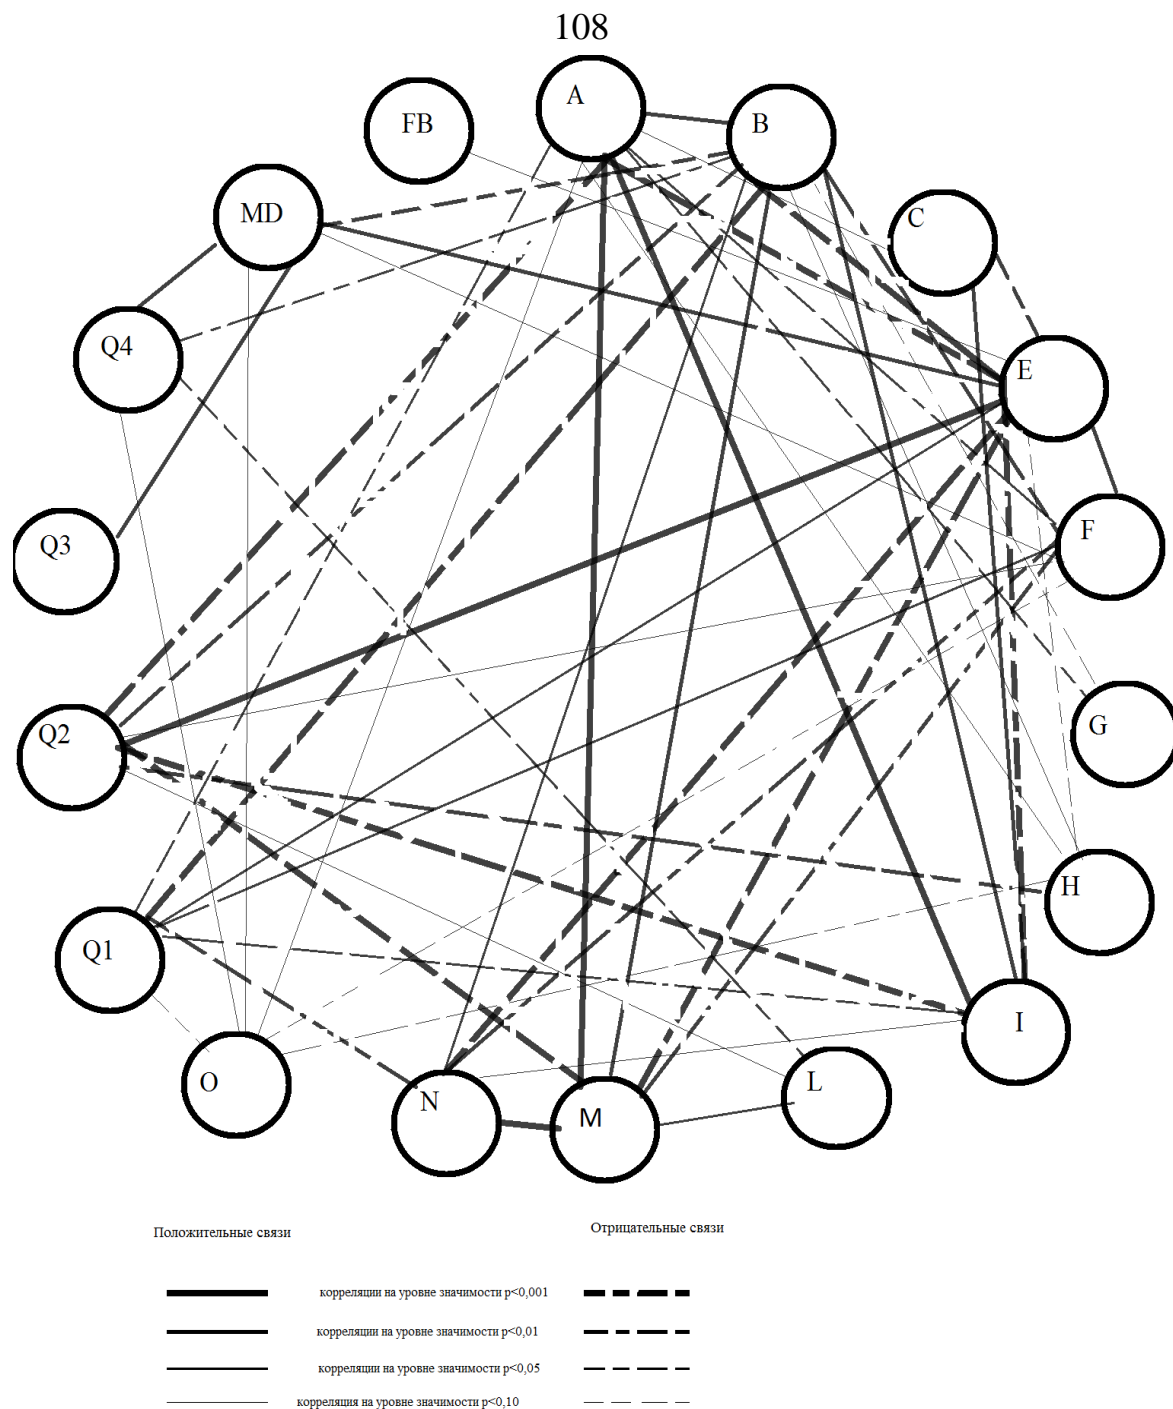 108
A
B
FB
C
MD
E
Q4
F
Q3
G
Q2
H
Q1
I
O
L
N
M
Положительные связи
Отрицательные связи
корреляции на уровне значимости p<0,001
корреляции на уровне значимости p<0,01
корреляции на уровне значимости p<0,05
корреляция на уровне значимости p<0,10